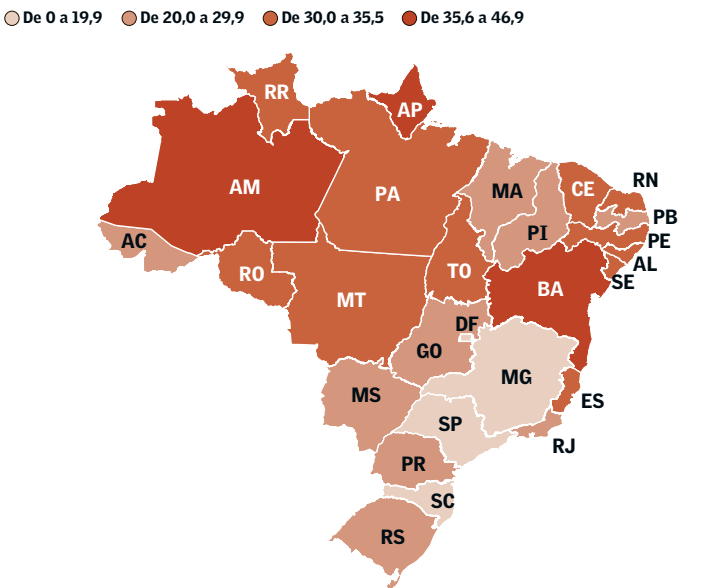 De 0 a 19,9 De 20,0 a 29,9 De 30,0 a 35,5 De 35,6 a 46,9
RR
AP
AM
PA
MA
CE
RN
PB
PI
PE
AC
AL
RO
TO
SE
MT
BA
DF
GO
MG
MS
ES
SP
RJ
PR
SC
RS